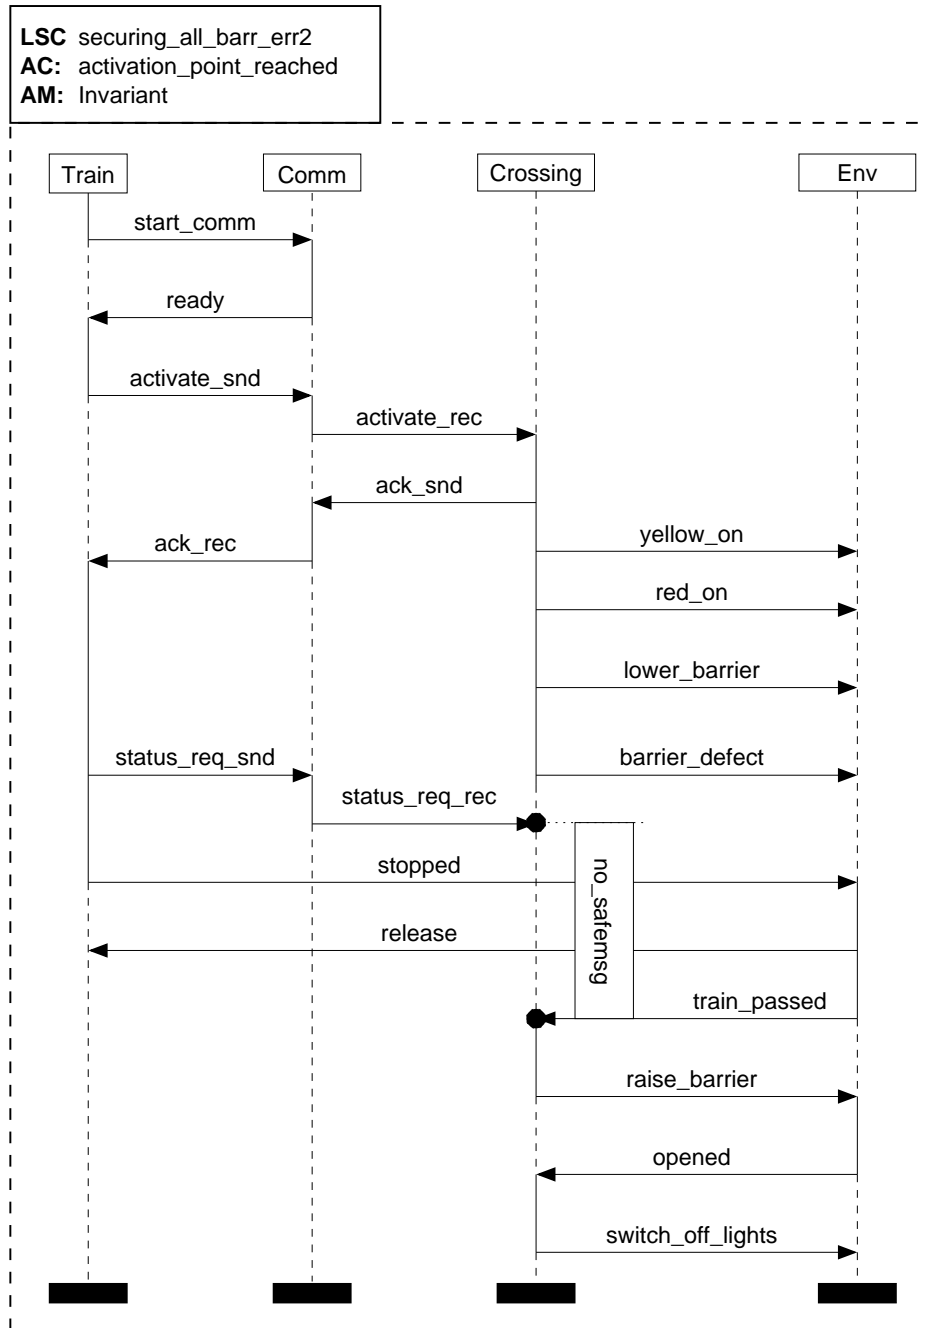 LSC securing_all_barr_err2
AC: activation_point_reached
AM: Invariant
Train Comm Crossing Env
start_comm
ready
activate_snd
activate_rec
ack_snd
ack_rec
yellow_on
red_on
lower_barrier
status_req_snd
barrier_defect
status_req_rec
no_safemsg
stopped
release
train_passed
raise_barrier
opened
switch_off_lights